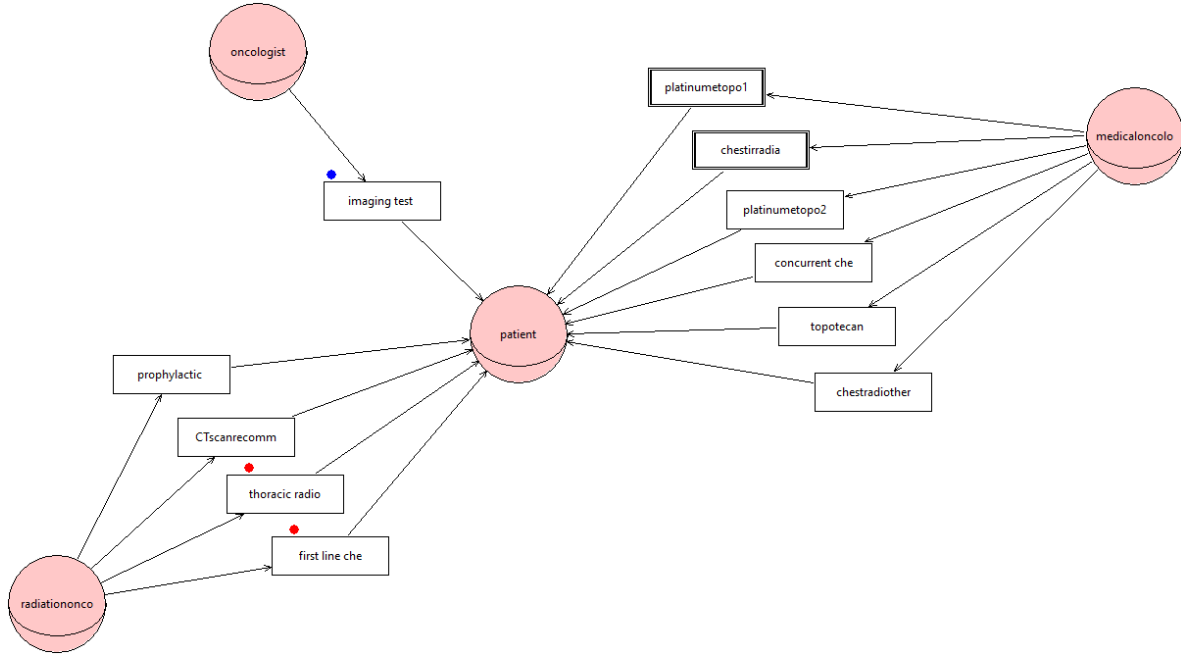 oncologist
platinumetopo1
medicaloncolo
chestirradia
imaging test
platinumetopo2
concurrent che
topotecan
patient
prophylactic
chestradiother
CTscanrecomm
thoracic radio
first line che
radiationonco